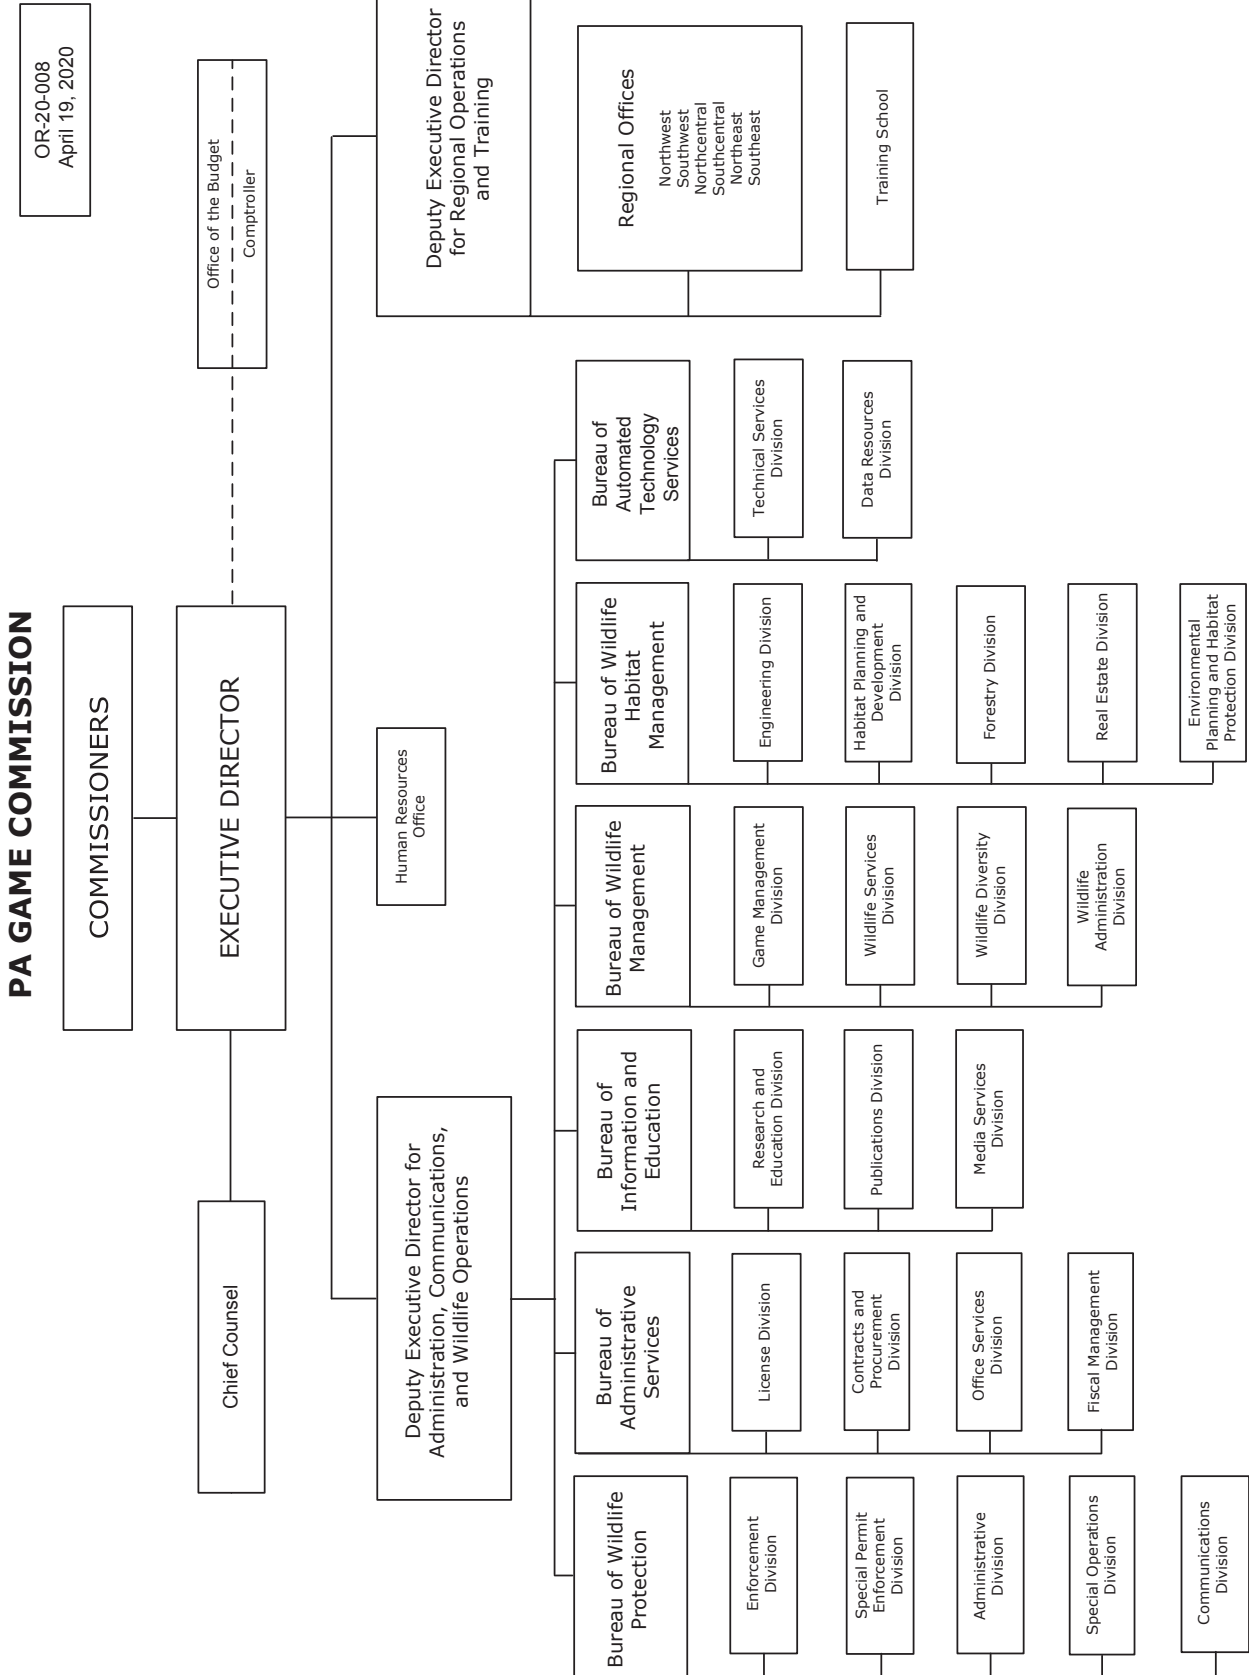 PA GAME COMMISSION
OR-20-008
April 19, 2020
COMMISSIONERS
Chief Counsel
EXECUTIVE DIRECTOR
Office of the Budget
Comptroller
Human Resources
Office
Deputy Executive Director for
Administration, Communications,
and Wildlife Operations
Deputy Executive Director
for Regional Operations
and Training
Bureau of Wildlife
Protection
Enforcement
Division
Special Permit
Enforcement
Division
Administrative
Division
Special Operations
Division
Communications
Division
Bureau of
Administrative
Services
License Division
Contracts and
Procurement
Division
Office Services
Division
Fiscal Management
Division
Bureau of
Information and
Education
Research and
Education Division
Publications Division
Media Services
Division
Bureau of Wildlife
Management
Game Management
Division
Wildlife Services
Division
Wildlife Diversity
Division
Wildlife
Administration
Division
Bureau of Wildlife
Habitat
Management
Engineering Division
Habitat Planning and
Development
Division
Forestry Division
Real Estate Division
Environmental
Planning and Habitat
Protection Division
Bureau of
Automated
Technology
Services
Technical Services
Division
Data Resources
Division
Regional Offices
Northwest
Southwest
Northcentral
Southcentral
Northeast
Southeast
Training School